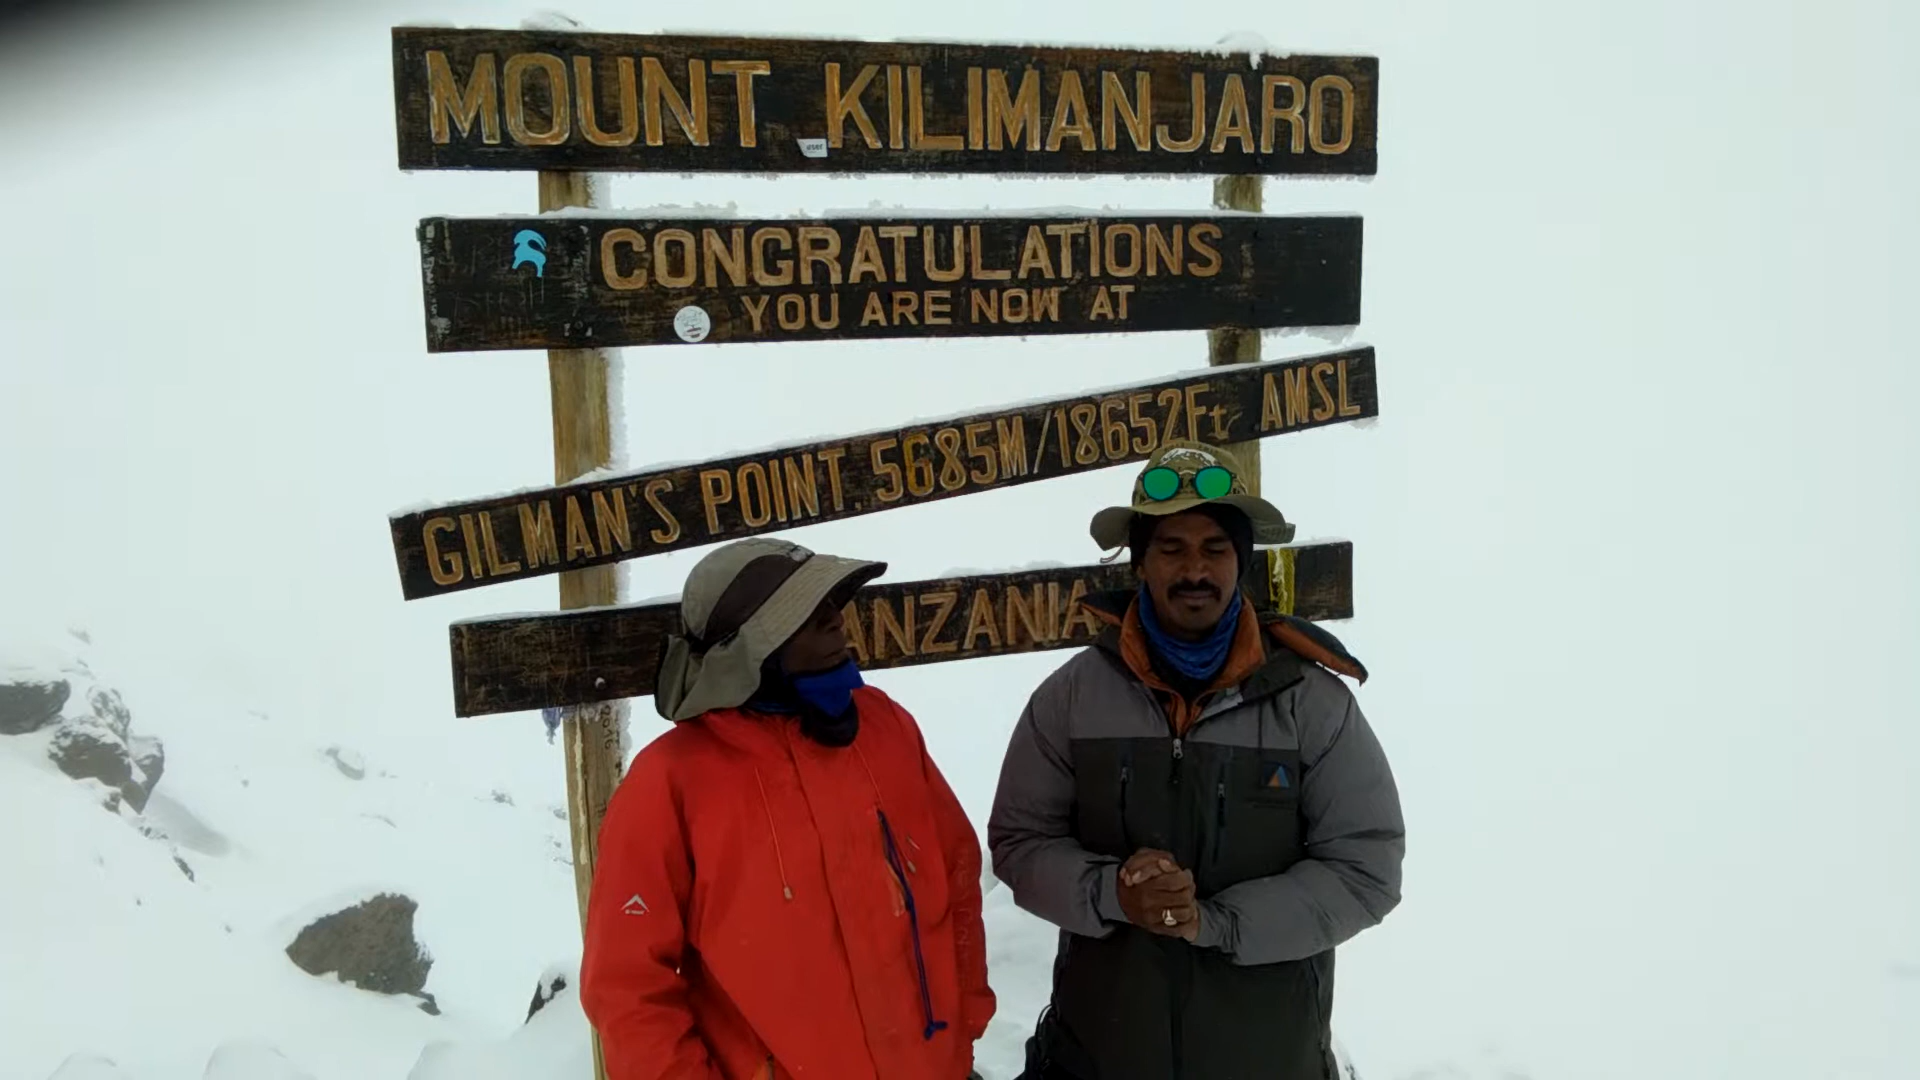 MOUNT KILIMANJARO
CONGRATULATIONS
YOU ARE NOW AT
GILMAN'S POINT. 5685M/18652Ft AMSL
ANZANIA